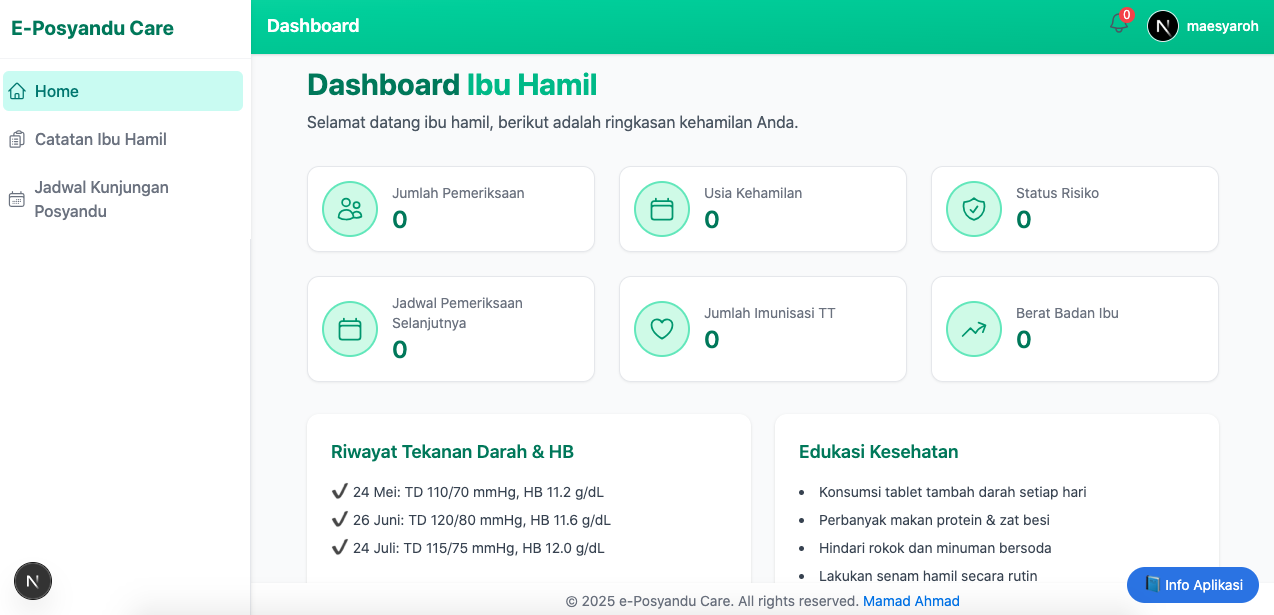 E-Posyandu Care
Dashboard
0
N
maesyaroh
Home
Catatan Ibu Hamil
Jadwal Kunjungan
Posyandu
Dashboard Ibu Hamil
Selamat datang ibu hamil, berikut adalah ringkasan kehamilan Anda.
Jumlah Pemeriksaan
0
Usia Kehamilan
0
Status Risiko
0
Jadwal Pemeriksaan
Selanjutnya
0
Jumlah Imunisasi TT
0
Berat Badan Ibu
0
Riwayat Tekanan Darah & HB
✔ 24 Mei: TD 110/70 mmHg, HB 11.2 g/dL
✔ 26 Juni: TD 120/80 mmHg, HB 11.6 g/dL
✔ 24 Juli: TD 115/75 mmHg, HB 12.0 g/dL
Edukasi Kesehatan
• Konsumsi tablet tambah darah setiap hari
• Perbanyak makan protein & zat besi
• Hindari rokok dan minuman bersoda
• Lakukan senam hamil secara rutin
N
Info Aplikasi
© 2025 e-Posyandu Care. All rights reserved. Mamad Ahmad